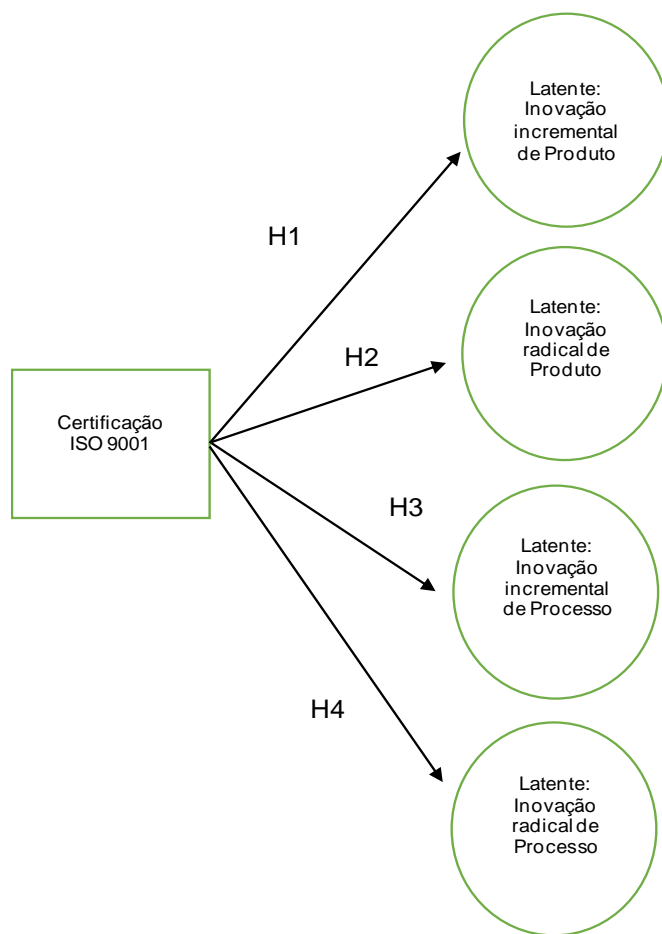 Latente:
Inovação
incremental
de Produto
H1
Latente:
Inovação
radical de
Produto
H2
Certificação
ISO 9001
H3
Latente:
Inovação
incremental
de Processo
H4
Latente:
Inovação
radical de
Processo